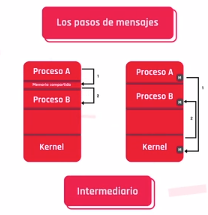 Los pasos de mensajes
Proceso A
Memoria compartida
Proceso B
Kernel
1
2
Proceso A
M
Proceso B
M
Kernel
M
1
2
Intermediario